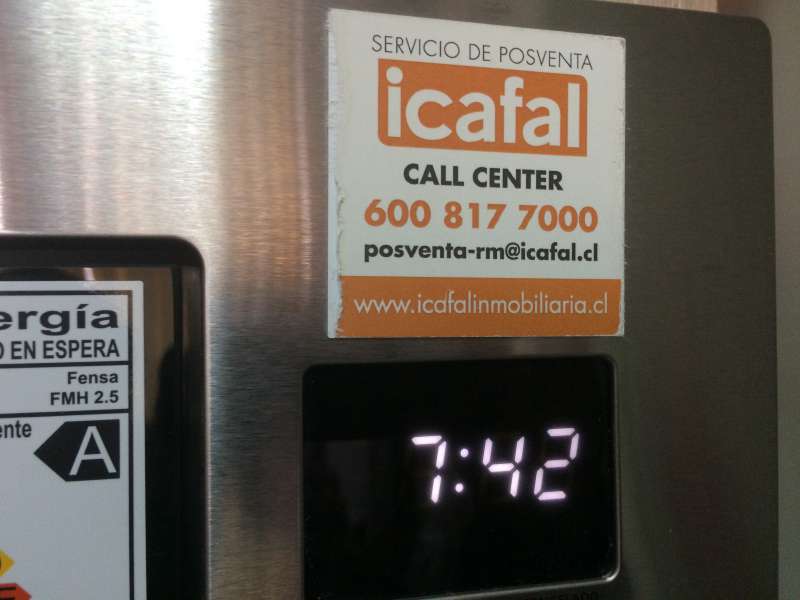 SERVICIO DE POSVENTA
icafal
CALL CENTER
600 817 7000
posventa-rm@icafal.cl
www.icafalinmobiliaria.cl
ergía
O EN ESPERA
Fensa
FMH 2.5
ente
A
7:42